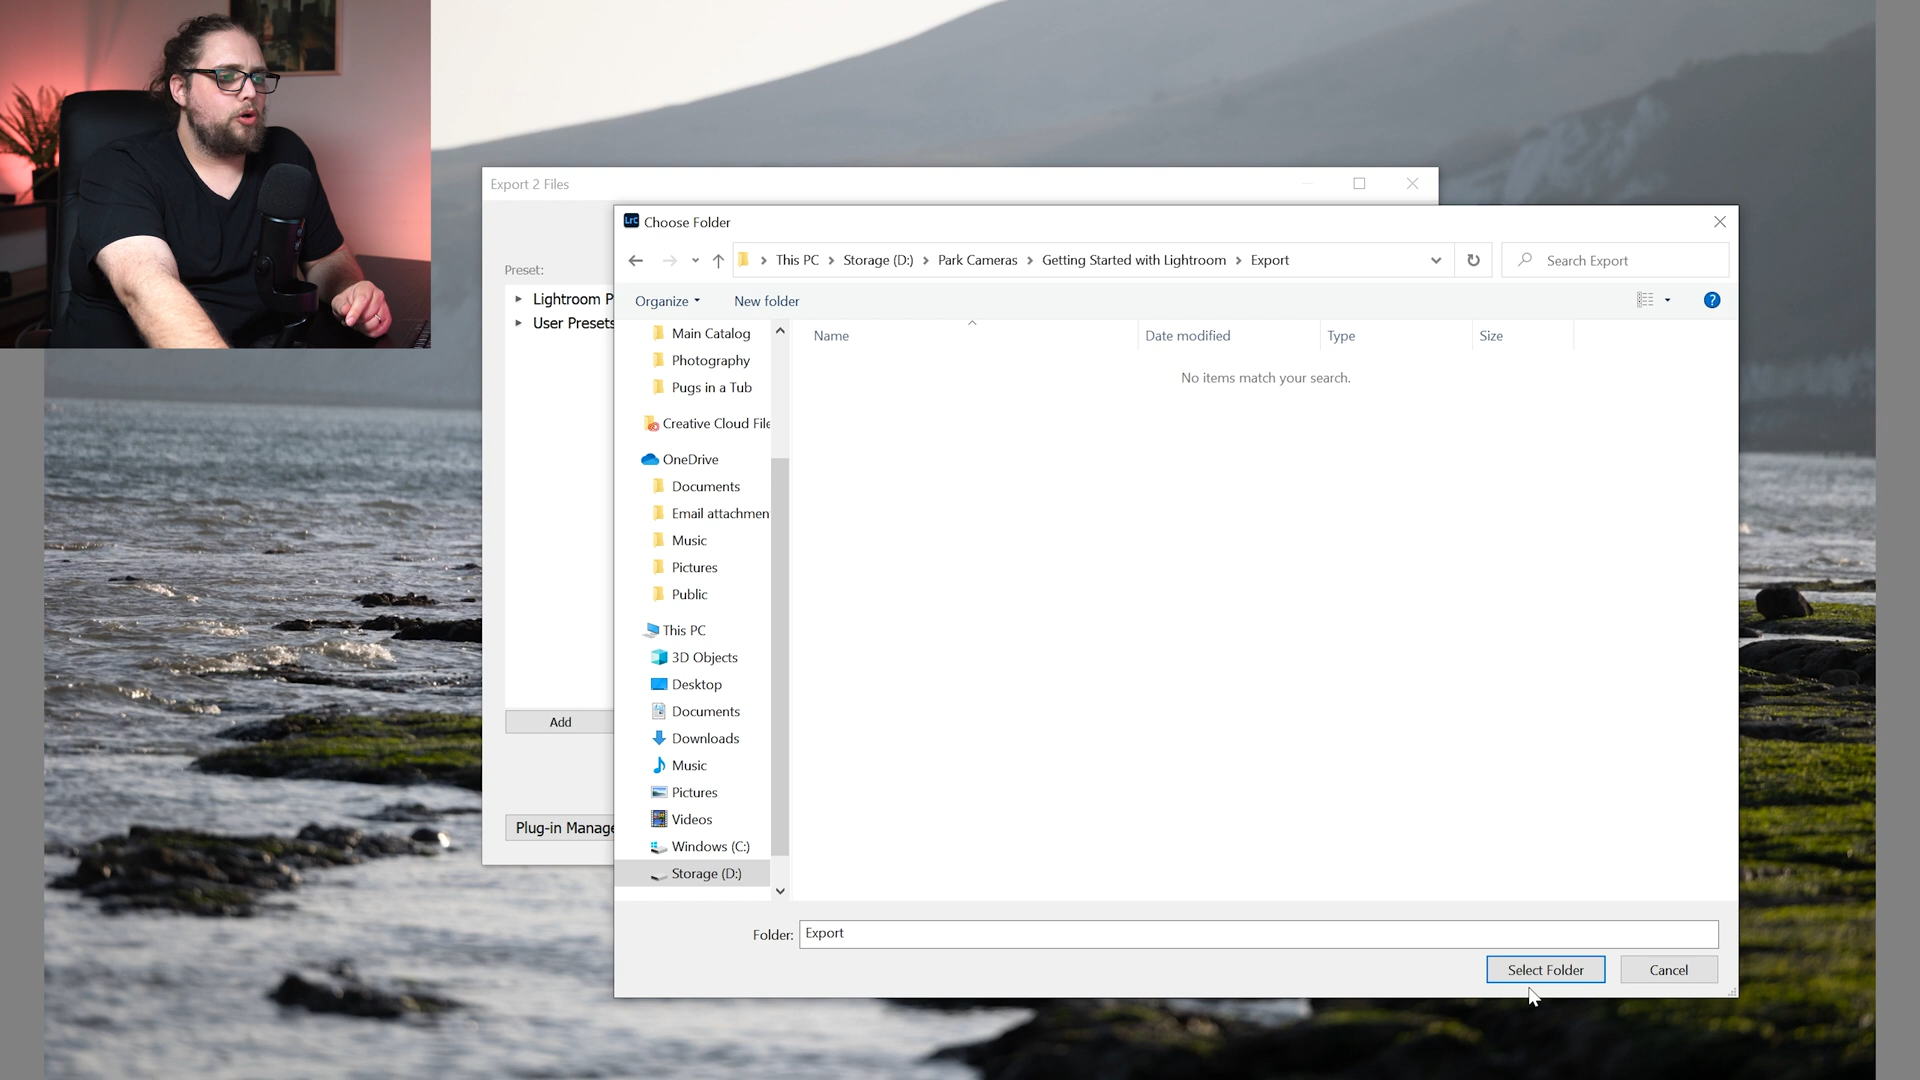 Export 2 Files
Preset:
Lightroom P
User Presets
Add
Plug-in Manage
LrC Choose Folder
This PC > Storage (D:) > Park Cameras > Getting Started with Lightroom > Export
Search Export
Organize
New folder
?
Main Catalog
Photography
Pugs in a Tub
Creative Cloud File
OneDrive
Documents
Email attachmen
Music
Pictures
Public
This PC
3D Objects
Desktop
Documents
Downloads
Music
Pictures
Videos
Windows (C:)
Storage (D:)
Name
Date modified
Type
Size
No items match your search.
Folder: Export
Select Folder
Cancel